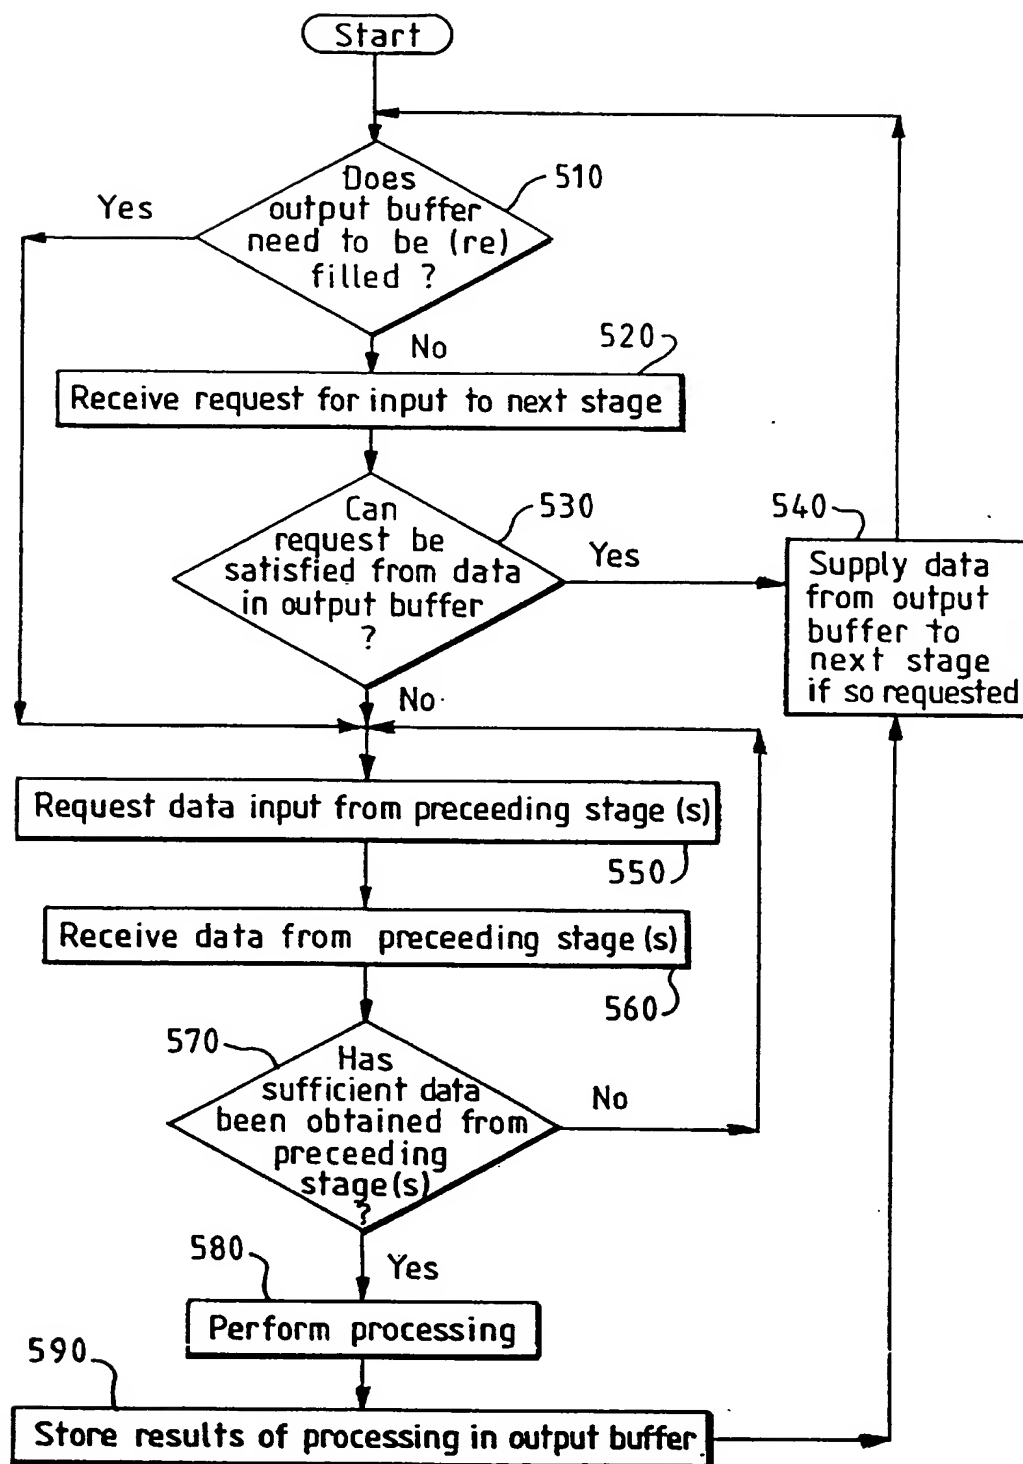 Start
Does
output buffer
need to be (re)
filled ?
510
Yes
No
520
Receive request for input to next stage
Can
request be
satisfied from data
in output buffer
?
530
Yes
540
Supply data
from output
buffer to
next stage
if so requested
No
Request data input from preceeding stage (s)
550
Receive data from preceeding stage (s)
560
570
Has
sufficient data
been obtained from
preceeding
stage(s)
?
No
580
Yes
Perform processing
590
Store results of processing in output buffer